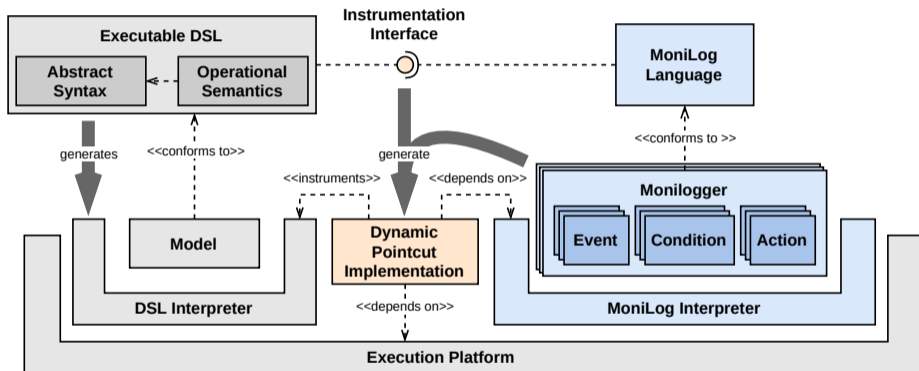 Instrumentation
Interface
Executable DSL
Abstract
Syntax
Operational
Semantics
MoniLog
Language
generates
<<conforms to>>
generate
<<conforms to >>
<<instruments>>
<<depends on>>
Monilogger
Event
Condition
Action
Model
Dynamic
Pointcut
Implementation
DSL Interpreter
<<depends on>>
MoniLog Interpreter
Execution Platform